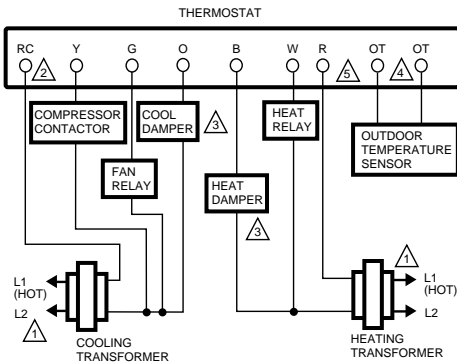 THERMOSTAT
RC Y G O B W R OT OT
2 5 4
COMPRESSOR
CONTACTOR
COOL
DAMPER
3
HEAT
RELAY
OUTDOOR
TEMPERATURE
SENSOR
FAN
RELAY
HEAT
DAMPER
3
L1
(HOT)
L2
1
COOLING
TRANSFORMER
1
L1
(HOT)
L2
HEATING
TRANSFORMER